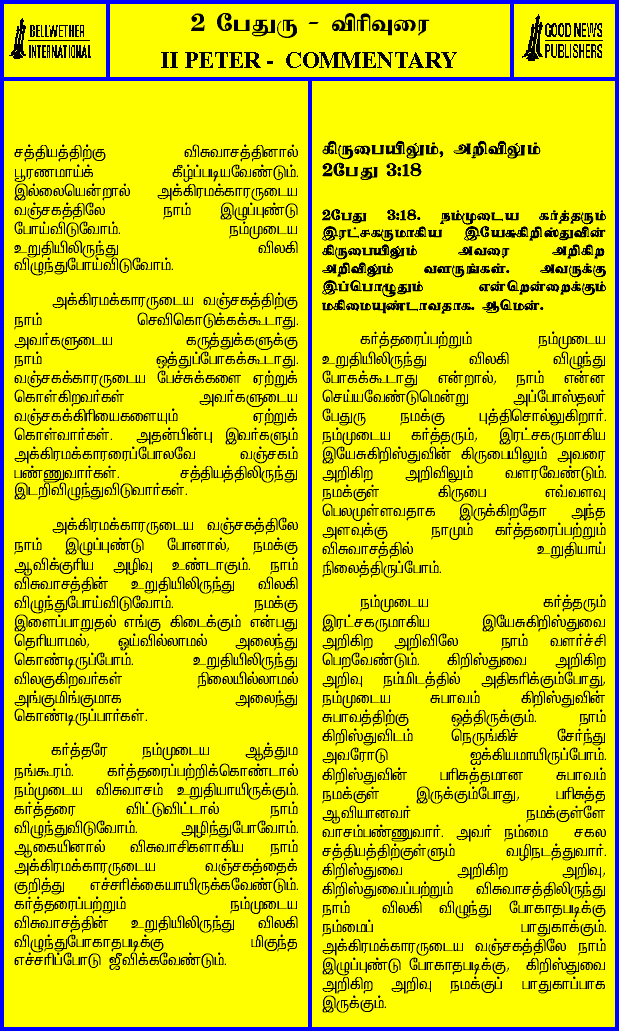 BELLWETHER
INTERNATIONAL
2 பேதுரு - விரிவுரை
II PETER - COMMENTARY
GOOD NEWS
PUBLISHERS
சத்தியத்திற்கு விசுவாசத்தினால்
பூரணமாய்க் கீழ்ப்படியவேண்டும்.
இல்லையென்றால் அக்கிரமக்காரருடைய
வஞ்சகத்திலே நாம் இழுப்புண்டு
போய்விடுவோம். நம்முடைய
உறுதியிலிருந்து விலகி
விழுந்துபோய்விடுவோம்.
அக்கிரமக்காரருடைய வஞ்சகத்திற்கு
நாம் செவிகொடுக்கக்கூடாது.
அவர்களுடைய கருத்துக்களுக்கு
நாம் ஒத்துப்போகக்கூடாது.
வஞ்சகக்காரருடைய பேச்சுக்களை ஏற்றுக்
கொள்கிறவர்கள் அவர்களுடைய
வஞ்சகக்கிரியைகளையும் ஏற்றுக்
கொள்வார்கள். அதன்பின்பு இவர்களும்
அக்கிரமக்காரரைப்போலவே வஞ்சகம்
பண்ணுவார்கள். சத்தியத்திலிருந்து
இடறிவிழுந்துவிடுவார்கள்.
அக்கிரமக்காரருடைய வஞ்சகத்திலே
நாம் இழுப்புண்டு போனால், நமக்கு
ஆவிக்குரிய அழிவு உண்டாகும். நாம்
விசுவாசத்தின் உறுதியிலிருந்து விலகி
விழுந்துபோய்விடுவோம். நமக்கு
இளைப்பாறுதல் எங்கு கிடைக்கும் என்பது
தெரியாமல், ஓய்வில்லாமல் அலைந்து
கொண்டிருப்போம். உறுதியிலிருந்து
விலகுகிறவர்கள் நிலையில்லாமல்
அங்குமிங்குமாக அலைந்து
கொண்டிருப்பார்கள்.
கர்த்தரே நம்முடைய ஆத்தும
நங்கூரம். கர்த்தரைப்பற்றிக்கொண்டால்
நம்முடைய விசுவாசம் உறுதியாயிருக்கும்.
கர்த்தரை விட்டுவிட்டால் நாம்
விழுந்துவிடுவோம். அழிந்துபோவோம்.
ஆகையினால் விசுவாசிகளாகிய நாம்
அக்கிரமக்காரருடைய வஞ்சகத்தைக்
குறித்து எச்சரிக்கையாயிருக்கவேண்டும்.
கர்த்தரைப்பற்றும் நம்முடைய
விசுவாசத்தின் உறுதியிலிருந்து விலகி
விழுந்துபோகாதபடிக்கு மிகுந்த
எச்சரிப்போடு ஜீவிக்கவேண்டும்.
கிருபையிலும், அறிவிலும்
2பேது 3:18
2பேது 3:18. நம்முடைய கர்த்தரும்
இரட்சகருமாகிய இயேசுகிறிஸ்துவின்
கிருபையிலும் அவரை அறிகிற
அறிவிலும் வளருங்கள். அவருக்கு
இப்பொழுதும் என்றென்றைக்கும்
மகிமையுண்டாவதாக. ஆமென்.
கர்த்தரைப்பற்றும் நம்முடைய
உறுதியிலிருந்து விலகி விழுந்து
போகக்கூடாது என்றால், நாம் என்ன
செய்யவேண்டுமென்று அப்போஸ்தலர்
பேதுரு நமக்கு புத்திசொல்லுகிறார்.
நம்முடைய கர்த்தரும், இரட்சகருமாகிய
இயேசுகிறிஸ்துவின் கிருபையிலும் அவரை
அறிகிற அறிவிலும் வளரவேண்டும்.
நமக்குள் கிருபை எவ்வளவு
பெலமுள்ளவதாக இருக்கிறதோ அந்த
அளவுக்கு நாமும் கர்த்தரைப்பற்றும்
விசுவாசத்தில் உறுதியாய்
நிலைத்திருப்போம்.
நம்முடைய கர்த்தரும்
இரட்சகருமாகிய இயேசுகிறிஸ்துவை
அறிகிற அறிவிலே நாம் வளர்ச்சி
பெறவேண்டும். கிறிஸ்துவை அறிகிற
அறிவு நம்மிடத்தில் அதிகரிக்கும்போது,
நம்முடைய சுபாவம் கிறிஸ்துவின்
சுபாவத்திற்கு ஒத்திருக்கும். நாம்
கிறிஸ்துவிடம் நெருங்கிச் சேர்ந்து
அவரோடு ஐக்கியமாயிருப்போம்.
கிறிஸ்துவின் பரிசுத்தமான சுபாவம்
நமக்குள் இருக்கும்போது, பரிசுத்த
ஆவியானவர் நமக்குள்ளே
வாசம்பண்ணுவார். அவர் நம்மை சகல
சத்தியத்திற்குள்ளும் வழிநடத்துவார்.
கிறிஸ்துவை அறிகிற அறிவு,
கிறிஸ்துவைப்பற்றும் விசுவாசத்திலிருந்து
நாம் விலகி விழுந்து போகாதபடிக்கு
நம்மைப் பாதுகாக்கும்.
அக்கிரமக்காரருடைய வஞ்சகத்திலே நாம்
இழுப்புண்டு போகாதபடிக்கு, கிறிஸ்துவை
அறிகிற அறிவு நமக்குப் பாதுகாப்பாக
இருக்கும்.